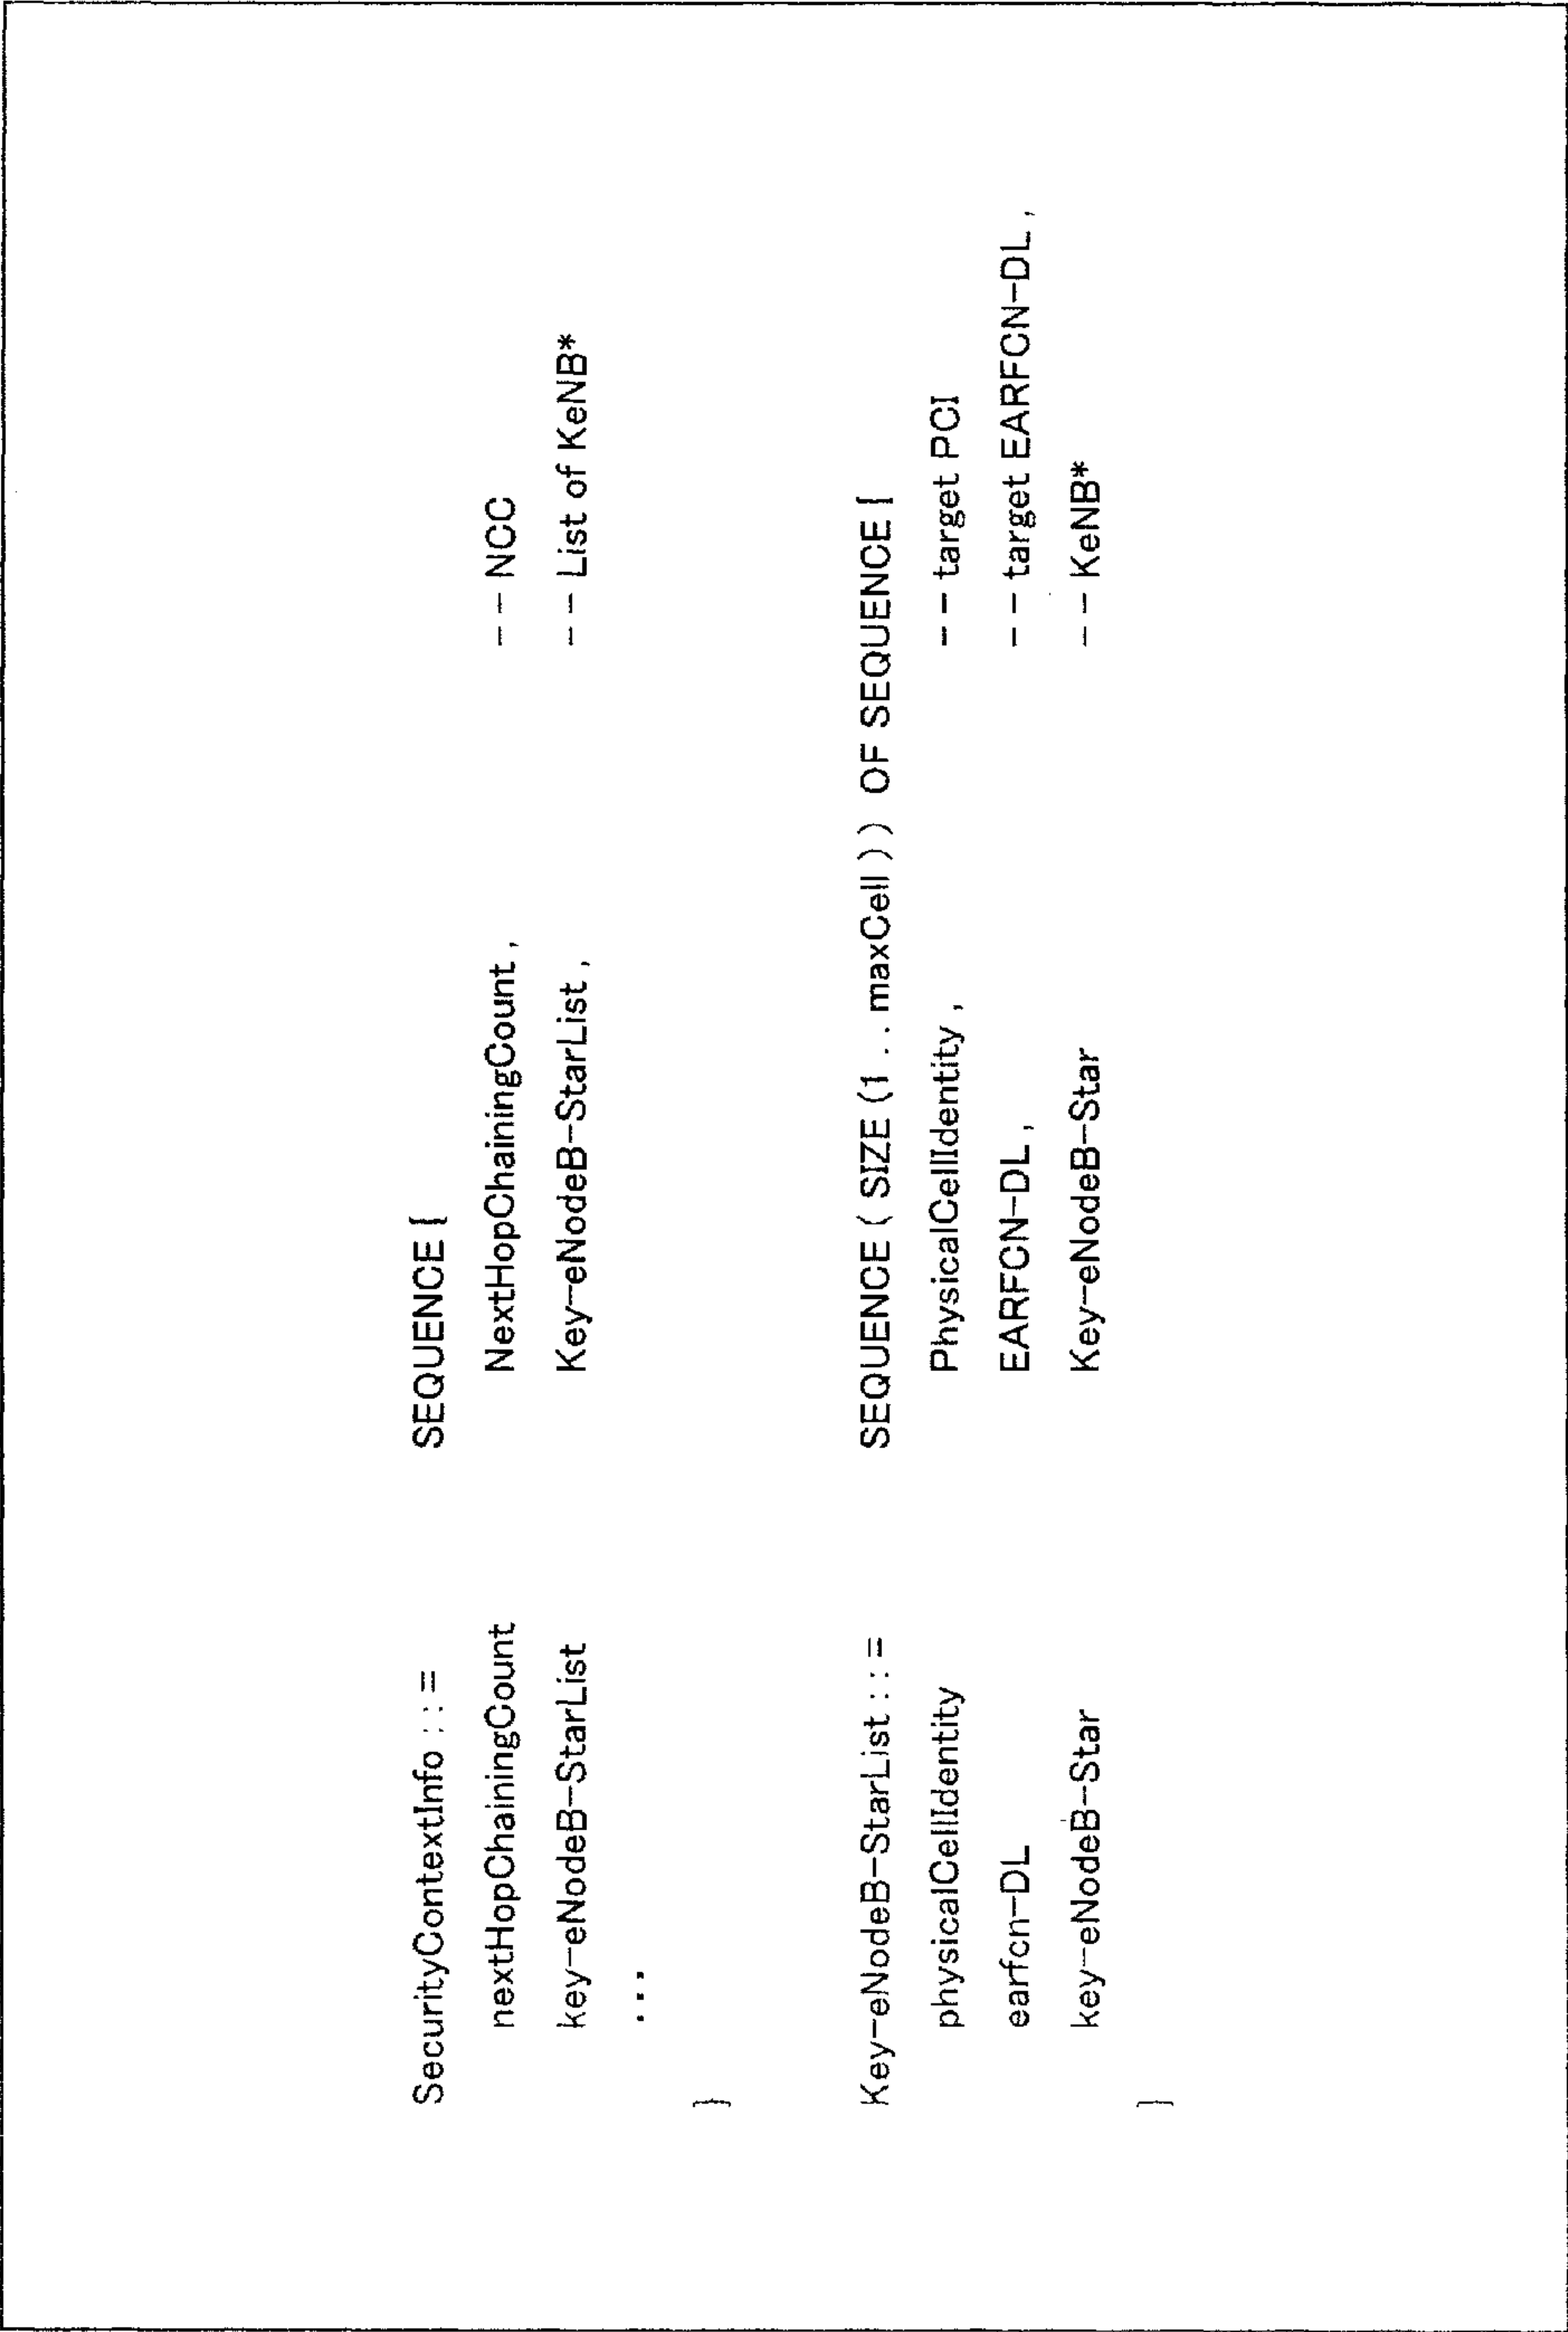 SecurityContextInfo ::= SEQUENCE {
nextHopChainingCount NextHopChainingCount, -- NCC
key-eNodeB-StarList Key-eNodeB-StarList, -- List of KeNB*
...
}
Key-eNodeB-StarList ::= SEQUENCE ( SIZE (1 . . maxCell ) ) OF SEQUENCE {
physicalCellIdentity PhysicalCellIdentity, -- target PCI
earfcn-DL EARFCN-DL, -- target EARFCN-DL,
key-eNodeB-Star Key-eNodeB-Star -- KeNB*
}